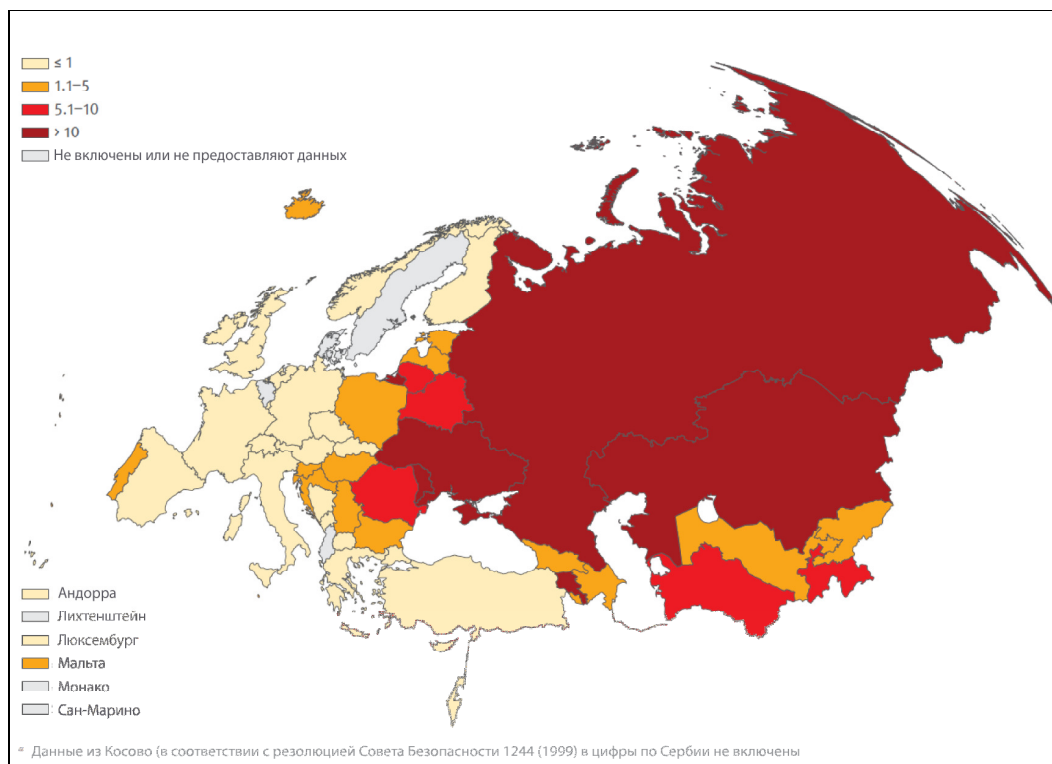 ≤ 1
1.1–5
5.1–10
> 10
Не включены или не предоставляют данных
Андорра
Лихтенштейн
Люксембург
Мальта
Монако
Сан-Марино
ª Данные из Косово (в соответствии с резолюцией Совета Безопасности 1244 (1999) в цифры по Сербии не включены